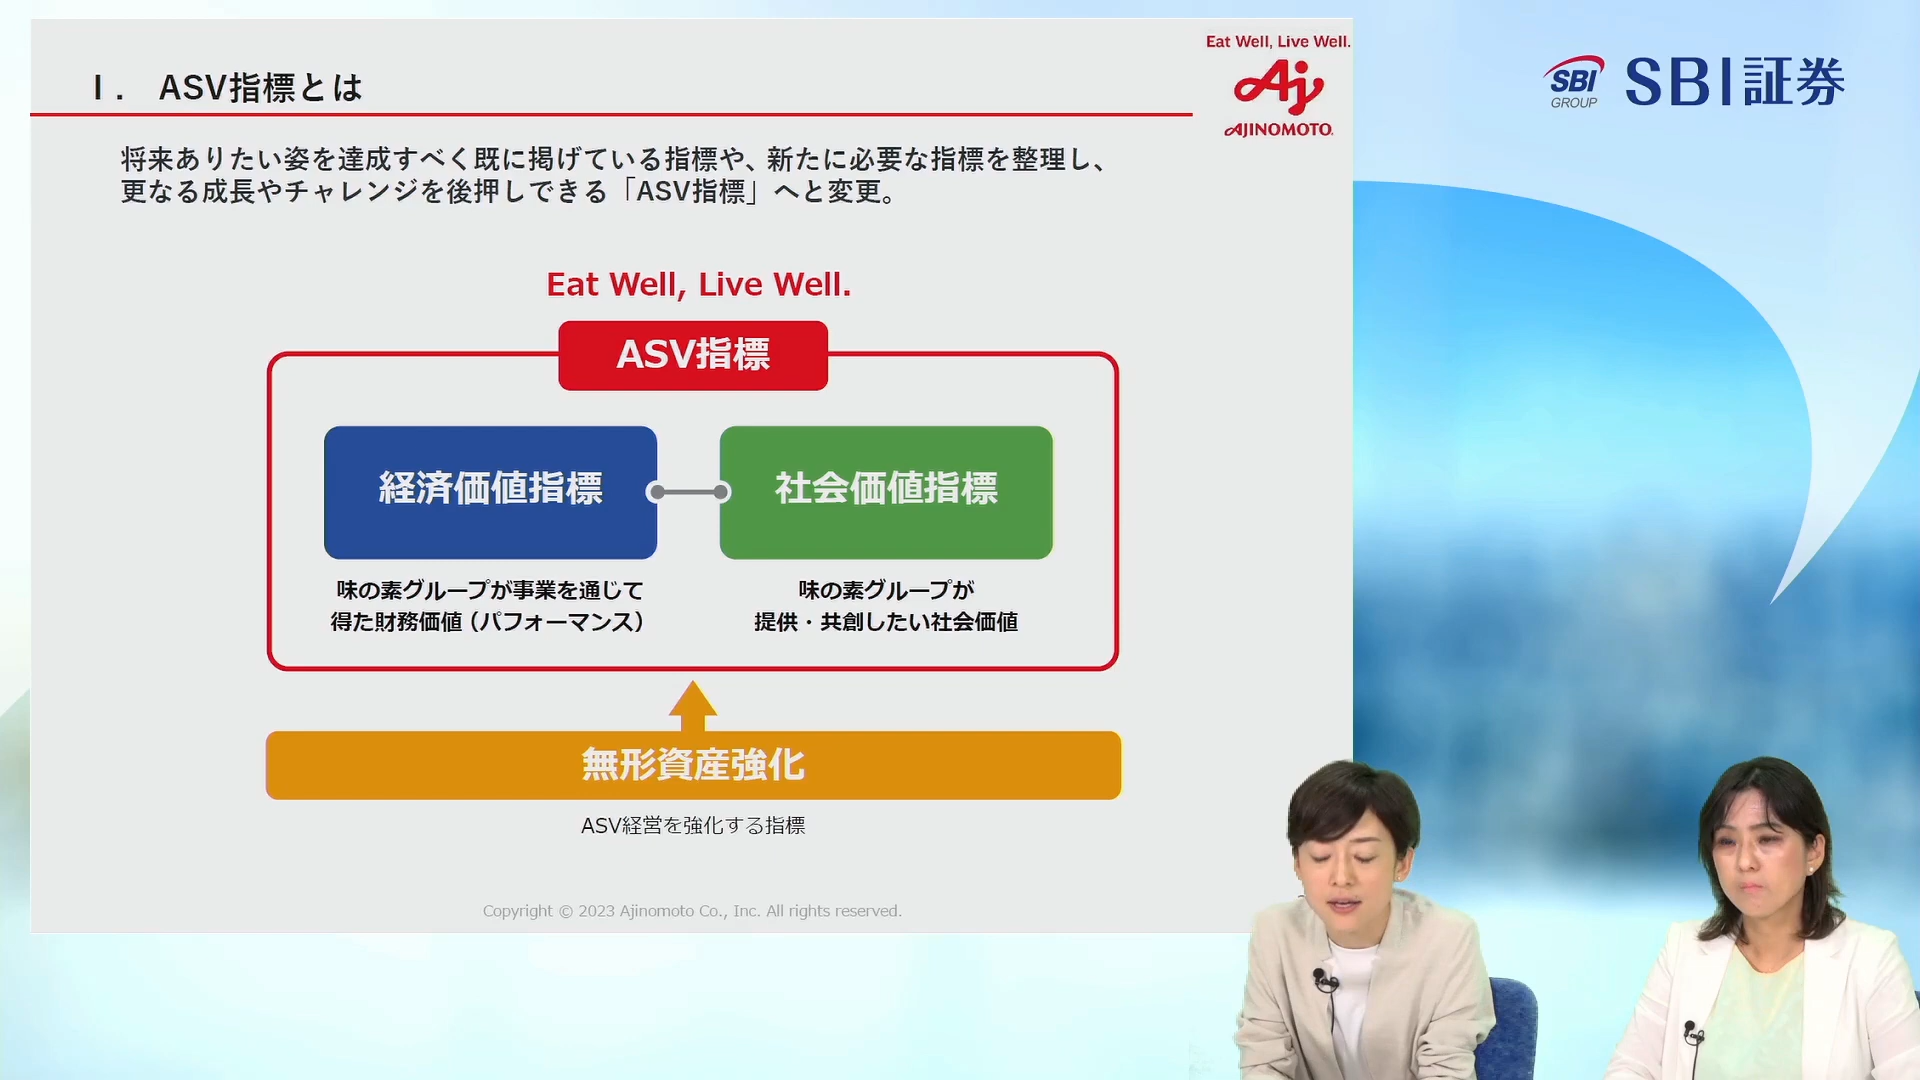 Ⅰ. ASV指標とは
Eat Well, Live Well.
AJINOMOTO.
SBI
GROUP
SBI証券
将来ありたい姿を達成すべく既に掲げている指標や、新たに必要な指標を整理し、
更なる成長やチャレンジを後押しできる「ASV指標」へと変更。
Eat Well, Live Well.
ASV指標
経済価値指標
社会価値指標
味の素グループが事業を通じて
得た財務価値（パフォーマンス）
味の素グループが
提供・共創したい社会価値
無形資産強化
ASV経営を強化する指標
Copyright © 2023 Ajinomoto Co., Inc. All rights reserved.